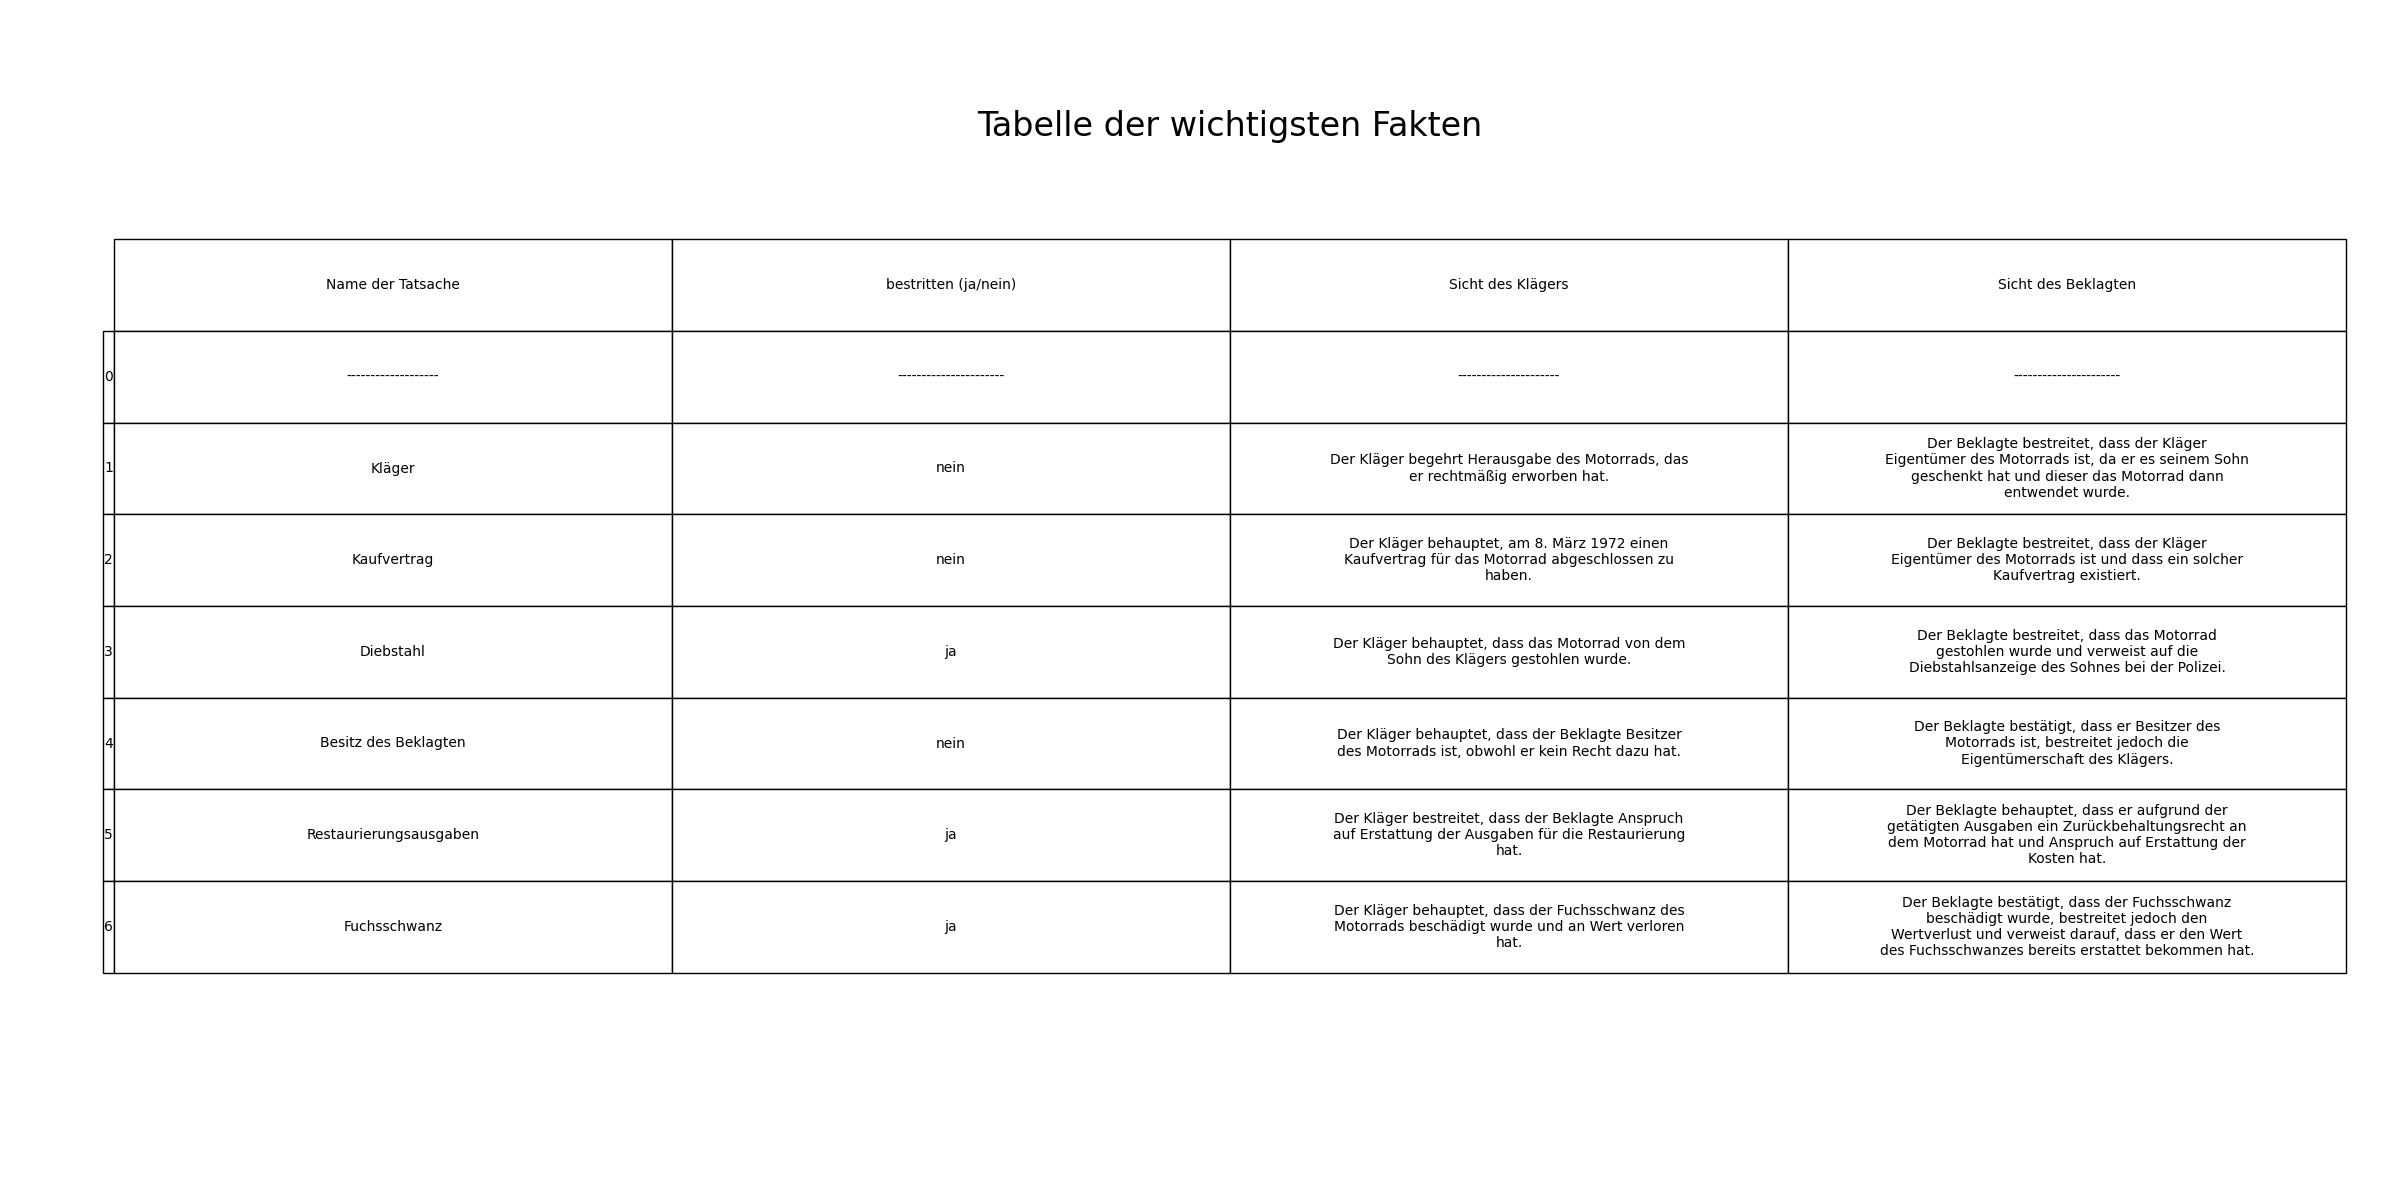 Tabelle der wichtigsten Fakten
Name der Tatsache
bestritten (ja/nein)
Sicht des Klägers
Sicht des Beklagten
0
-------------------
----------------------
---------------------
----------------------
1
Kläger
nein
Der Kläger begehrt Herausgabe des Motorrads, das
er rechtmäßig erworben hat.
Der Beklagte bestreitet, dass der Kläger
Eigentümer des Motorrads ist, da er es seinem Sohn
geschenkt hat und dieser das Motorrad dann
entwendet wurde.
2
Kaufvertrag
nein
Der Kläger behauptet, am 8. März 1972 einen
Kaufvertrag für das Motorrad abgeschlossen zu
haben.
Der Beklagte bestreitet, dass der Kläger
Eigentümer des Motorrads ist und dass ein solcher
Kaufvertrag existiert.
3
Diebstahl
ja
Der Kläger behauptet, dass das Motorrad von dem
Sohn des Klägers gestohlen wurde.
Der Beklagte bestreitet, dass das Motorrad
gestohlen wurde und verweist auf die
Diebstahlsanzeige des Sohnes bei der Polizei.
4
Besitz des Beklagten
nein
Der Kläger behauptet, dass der Beklagte Besitzer
des Motorrads ist, obwohl er kein Recht dazu hat.
Der Beklagte bestätigt, dass er Besitzer des
Motorrads ist, bestreitet jedoch die
Eigentümerschaft des Klägers.
5
Restaurierungsausgaben
ja
Der Kläger bestreitet, dass der Beklagte Anspruch
auf Erstattung der Ausgaben für die Restaurierung
hat.
Der Beklagte behauptet, dass er aufgrund der
getätigten Ausgaben ein Zurückbehaltungsrecht an
dem Motorrad hat und Anspruch auf Erstattung der
Kosten hat.
6
Fuchsschwanz
ja
Der Kläger behauptet, dass der Fuchsschwanz des
Motorrads beschädigt wurde und an Wert verloren
hat.
Der Beklagte bestätigt, dass der Fuchsschwanz
beschädigt wurde, bestreitet jedoch den
Wertverlust und verweist darauf, dass er den Wert
des Fuchsschwanzes bereits erstattet bekommen hat.